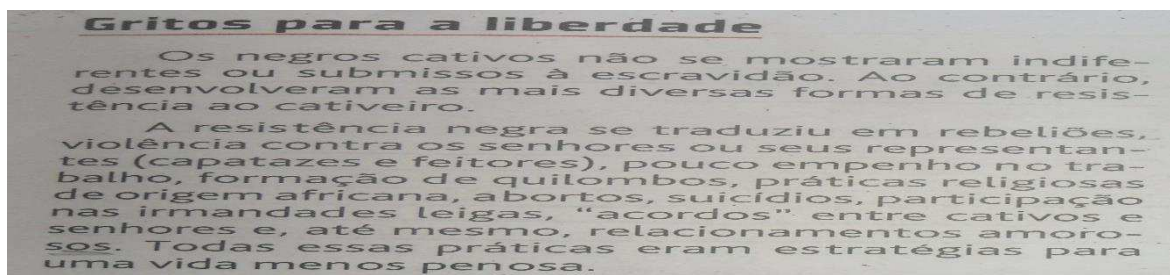 Gritos para a liberdade
Os negros cativos não se mostraram indife-
rentes ou submissos à escravidão. Ao contrário,
desenvolveram as mais diversas formas de resis-
tência ao cativeiro.
A resistência negra se traduziu em rebeliões,
violência contra os senhores ou seus representan-
tes (capatazes e feitores), pouco empenho no tra-
balho, formação de quilombos, práticas religiosas
de origem africana, abortos, suicídios, participação
nas irmandades leigas, “acordos” entre cativos e
senhores e, até mesmo, relacionamentos amoro-
sos. Todas essas práticas eram estratégias para
uma vida menos penosa.